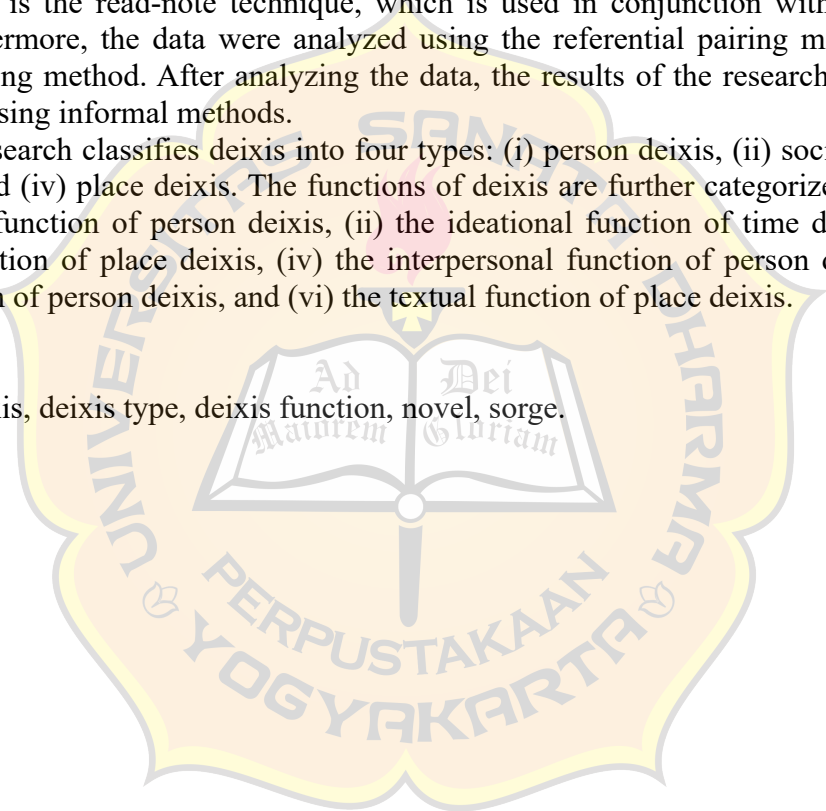 is the read-note technique, which is used in conjunction with
ermore, the data were analyzed using the referential pairing m
ng method. After analyzing the data, the results of the research
sing informal methods.
search classifies deixis into four types: (i) person deixis, (ii) soci
d (iv) place deixis. The functions of deixis are further categorize
function of person deixis, (ii) the ideational function of time d
tion of place deixis, (iv) the interpersonal function of person
n of person deixis, and (vi) the textual function of place deixis.
is, deixis type, deixis function, novel, sorge.
UNIVERSITAS SANATA DHARMA
Ad Dei
Maiorem Gloriam
PERPUSTAKAAN
YOGYAKARTA